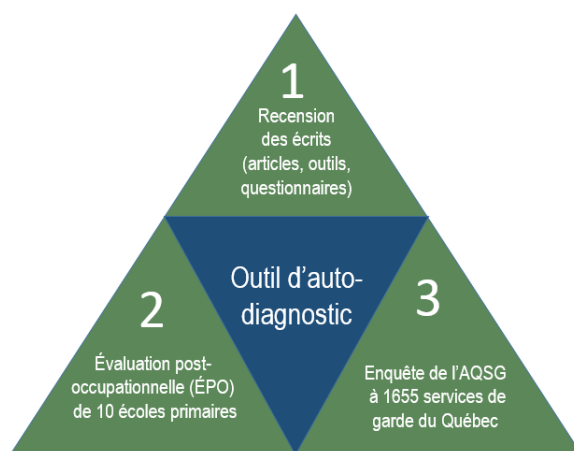 1
Recension
des écrits
(articles, outils,
questionnaires)
Outil d'auto-
diagnostic
2
Évaluation post-
occupationnelle (ÉPO)
de 10 écoles primaires
3
Enquête de l'AQSG
à 1655 services de
garde du Québec